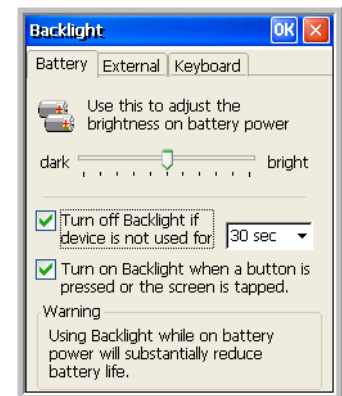 Backlight OK
Battery External Keyboard
Use this to adjust the
brightness on battery power
dark bright
Turn off Backlight if
device is not used for 30 sec
Turn on Backlight when a button is
pressed or the screen is tapped.
Warning
Using Backlight while on battery
power will substantially reduce
battery life.